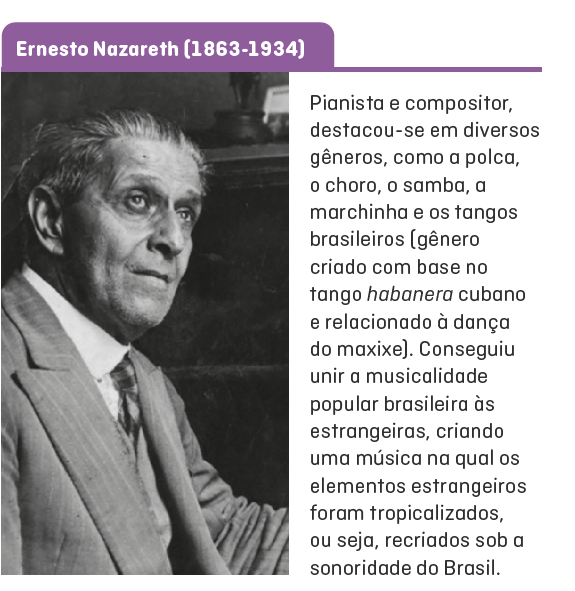 Ernesto Nazareth (1863-1934)
Pianista e compositor,
destacou-se em diversos
gêneros, como a polca,
o choro, o samba, a
marchinha e os tangos
brasileiros (gênero
criado com base no
tango habanera cubano
e relacionado à dança
do maxixe). Conseguiu
unir a musicalidade
popular brasileira às
estrangeiras, criando
uma música na qual os
elementos estrangeiros
foram tropicalizados,
ou seja, recriados sob a
sonoridade do Brasil.